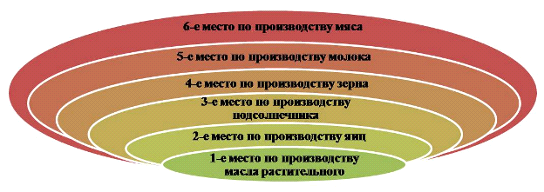 6-е место по производству мяса
5-е место по производству молока
4-е место по производству зерна
3-е место по производству
подсолнечника
2-е место по производству яиц
1-е место по производству
масла растительного